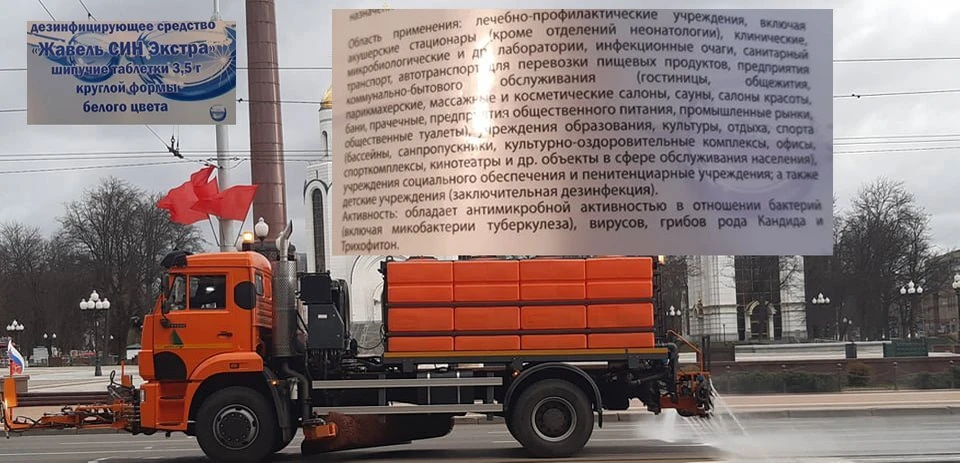 дезинфицирующее средство
«Жавель СИН Экстра»
шипучие таблетки 3,5 г
круглой формы
белого цвета
Область применения: лечебно-профилактические учреждения, включая
акушерские стационары (кроме отделений неонатологии), клинические,
микробиологические и др. лаборатории, инфекционные очаги, санитарный
транспорт, автотранспорт для перевозки пищевых продуктов, предприятия
коммунально-бытового обслуживания (гостиницы, общежития,
парикмахерские, массажные и косметические салоны, сауны, салоны красоты,
бани, прачечные, предприятия общественного питания, промышленные рынки,
общественные туалеты), учреждения образования, культуры, отдыха, спорта
(бассейны, санпропускники, культурно-оздоровительные комплексы, офисы,
спорткомплексы, кинотеатры и др. объекты в сфере обслуживания населения),
учреждения социального обеспечения и пенитенциарные учреждения; а также
детские учреждения (заключительная дезинфекция).
Активность: обладает антимикробной активностью в отношении бактерий
(включая микобактерии туберкулеза), вирусов, грибов рода Кандида и
Трихофитон.